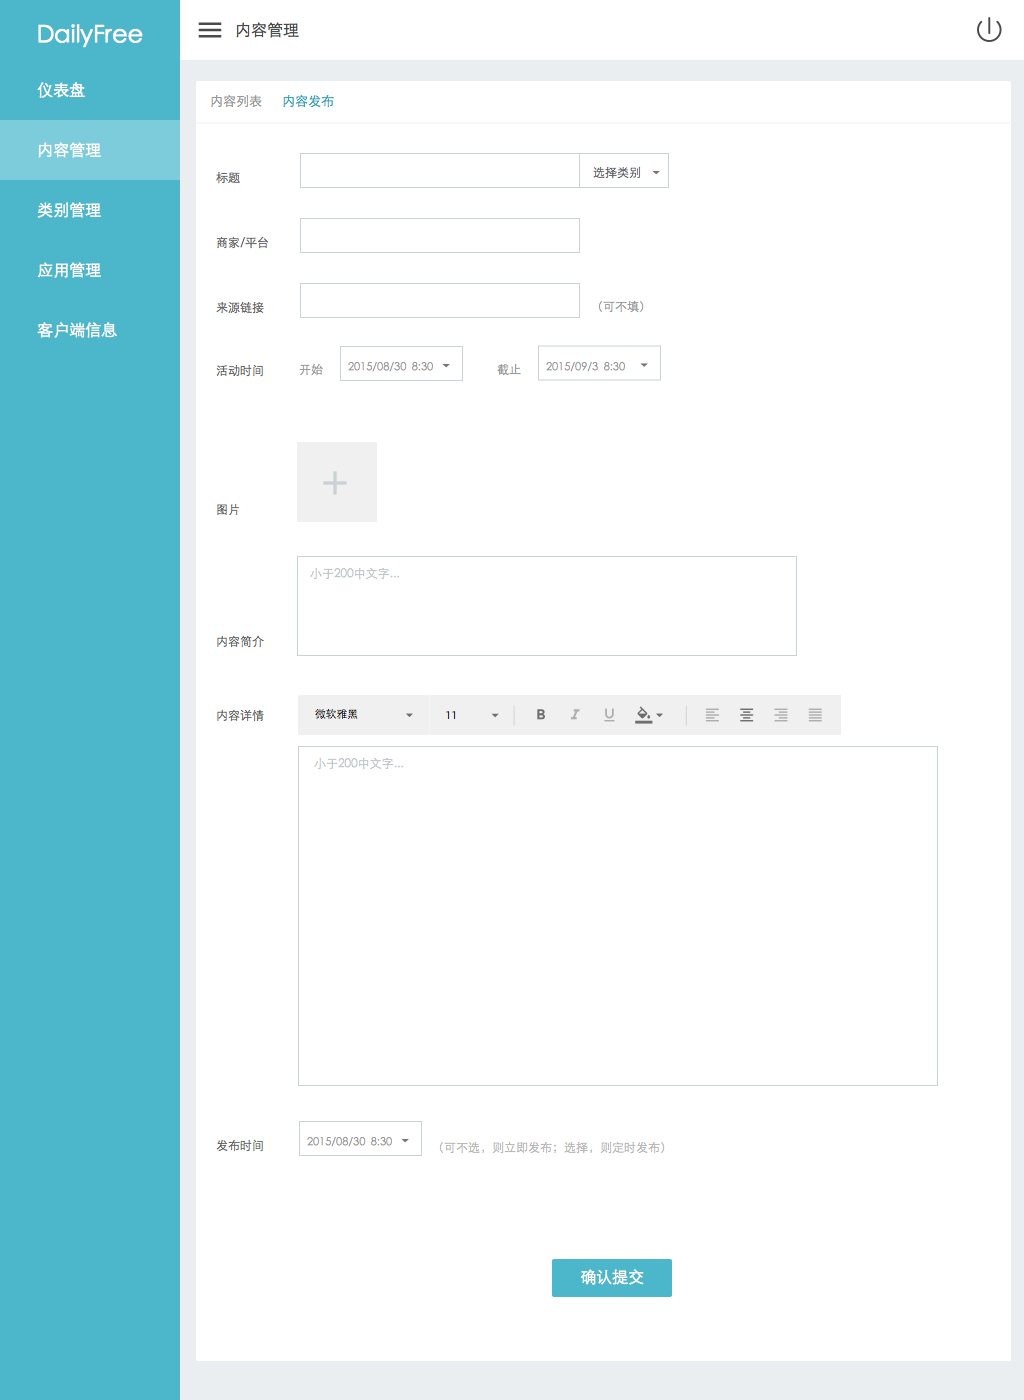 DailyFree
内容管理
仪表盘
内容管理
类别管理
应用管理
客户端信息
内容列表 内容发布
标题 选择类别
商家/平台
来源链接 （可不填）
活动时间 开始 2015/08/30 8:30 截止 2015/09/3 8:30
图片
小于200中文字...
内容简介
内容详情 微软雅黑 11 B I U
小于200中文字...
发布时间 2015/08/30 8:30 （可不选，则立即发布；选择，则定时发布）
确认提交